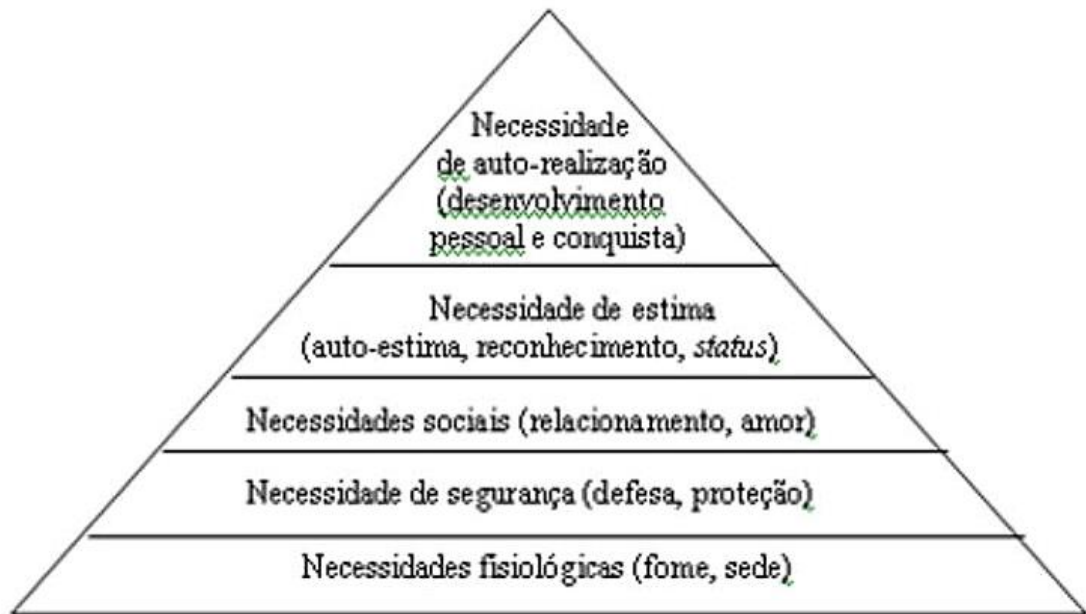 Necessidade
de auto-realização
(desenvolvimento
pessoal e conquista)
Necessidade de estima
(auto-estima, reconhecimento, status)
Necessidades sociais (relacionamento, amor)
Necessidade de segurança (defesa, proteção)
Necessidades fisiológicas (fome, sede)